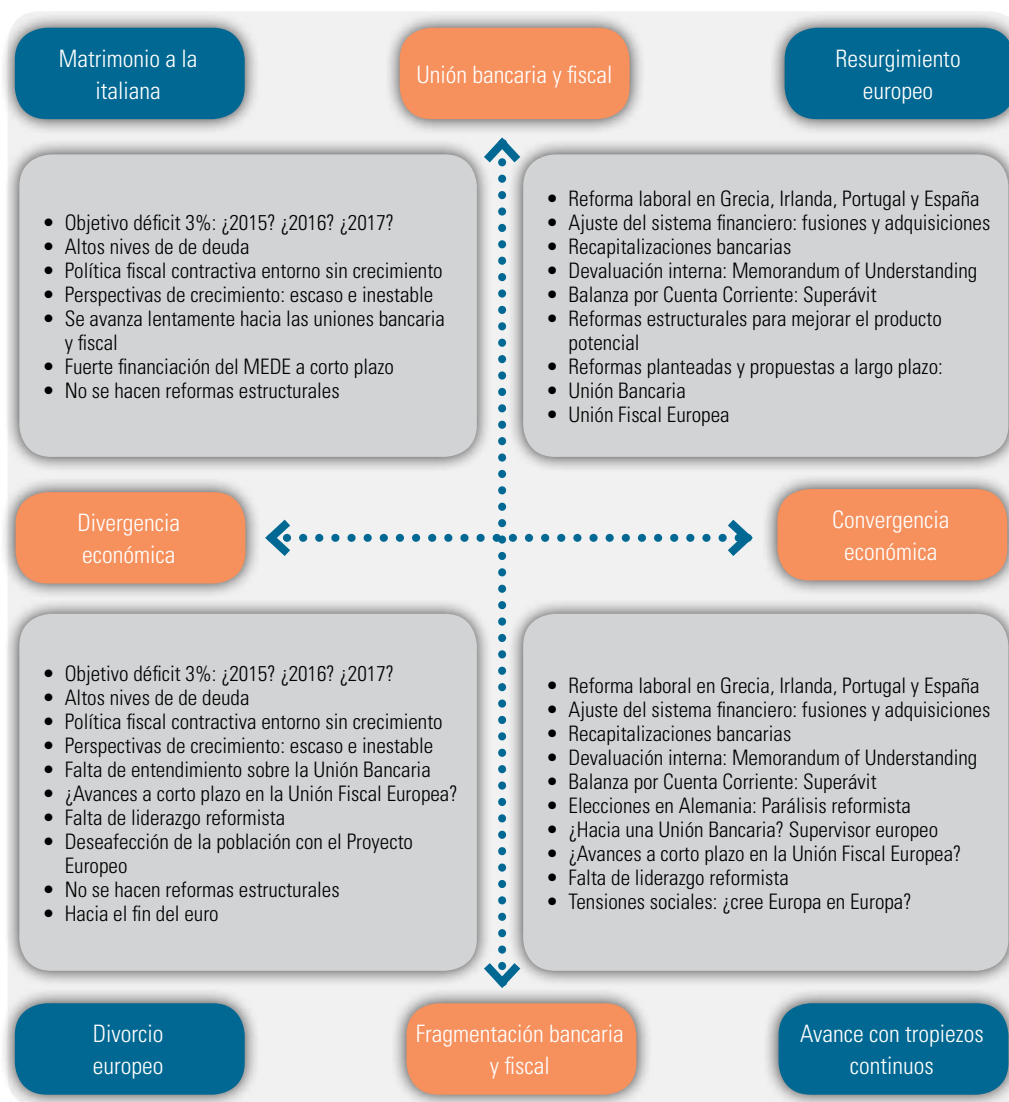 Matrimonio a la
italiana
Unión bancaria y fiscal
Resurgimiento
europeo
• Objetivo déficit 3%: ¿2015? ¿2016? ¿2017?
• Altos nives de de deuda
• Política fiscal contractiva entorno sin crecimiento
• Perspectivas de crecimiento: escaso e inestable
• Se avanza lentamente hacia las uniones bancaria
y fiscal
• Fuerte financiación del MEDE a corto plazo
• No se hacen reformas estructurales
• Reforma laboral en Grecia, Irlanda, Portugal y España
• Ajuste del sistema financiero: fusiones y adquisiciones
• Recapitalizaciones bancarias
• Devaluación interna: Memorandum of Understanding
• Balanza por Cuenta Corriente: Superávit
• Reformas estructurales para mejorar el producto
potencial
• Reformas planteadas y propuestas a largo plazo:
• Unión Bancaria
• Unión Fiscal Europea
Divergencia
económica
Convergencia
económica
• Objetivo déficit 3%: ¿2015? ¿2016? ¿2017?
• Altos nives de de deuda
• Política fiscal contractiva entorno sin crecimiento
• Perspectivas de crecimiento: escaso e inestable
• Falta de entendimiento sobre la Unión Bancaria
• ¿Avances a corto plazo en la Unión Fiscal Europea?
• Falta de liderazgo reformista
• Deseafección de la población con el Proyecto
Europeo
• No se hacen reformas estructurales
• Hacia el fin del euro
• Reforma laboral en Grecia, Irlanda, Portugal y España
• Ajuste del sistema financiero: fusiones y adquisiciones
• Recapitalizaciones bancarias
• Devaluación interna: Memorandum of Understanding
• Balanza por Cuenta Corriente: Superávit
• Elecciones en Alemania: Parálisis reformista
• ¿Hacia una Unión Bancaria? Supervisor europeo
• ¿Avances a corto plazo en la Unión Fiscal Europea?
• Falta de liderazgo reformista
• Tensiones sociales: ¿cree Europa en Europa?
Divorcio
europeo
Fragmentación bancaria
y fiscal
Avance con tropiezos
continuos